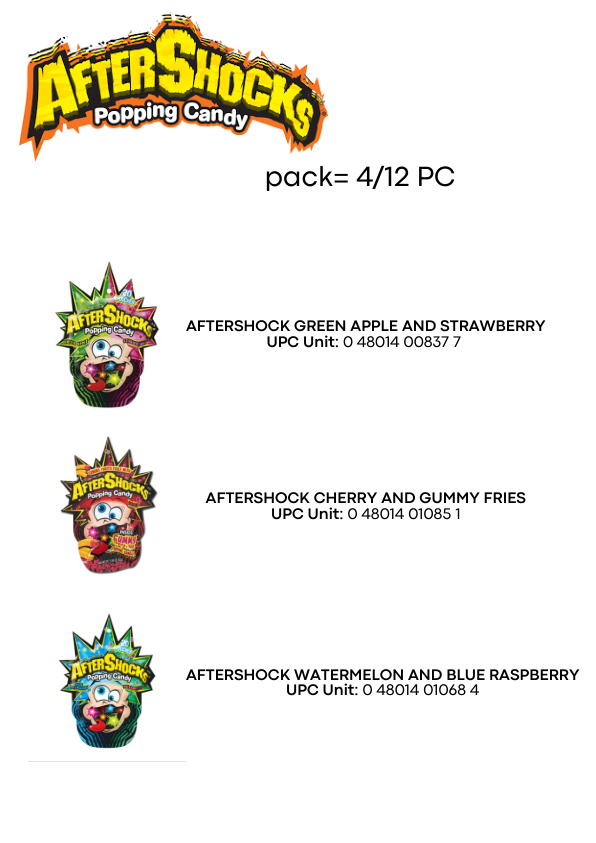 AFTERSHOCKS
Popping Candy
pack= 4/12 PC
AFTERSHOCKS
Popping Candy
AFTERSHOCK GREEN APPLE AND STRAWBERRY
UPC Unit: 0 48014 00837 7
AFTERSHOCKS
Popping Candy
GUMMY
AFTERSHOCK CHERRY AND GUMMY FRIES
UPC Unit: 0 48014 01085 1
AFTERSHOCKS
Popping Candy
AFTERSHOCK WATERMELON AND BLUE RASPBERRY
UPC Unit: 0 48014 01068 4